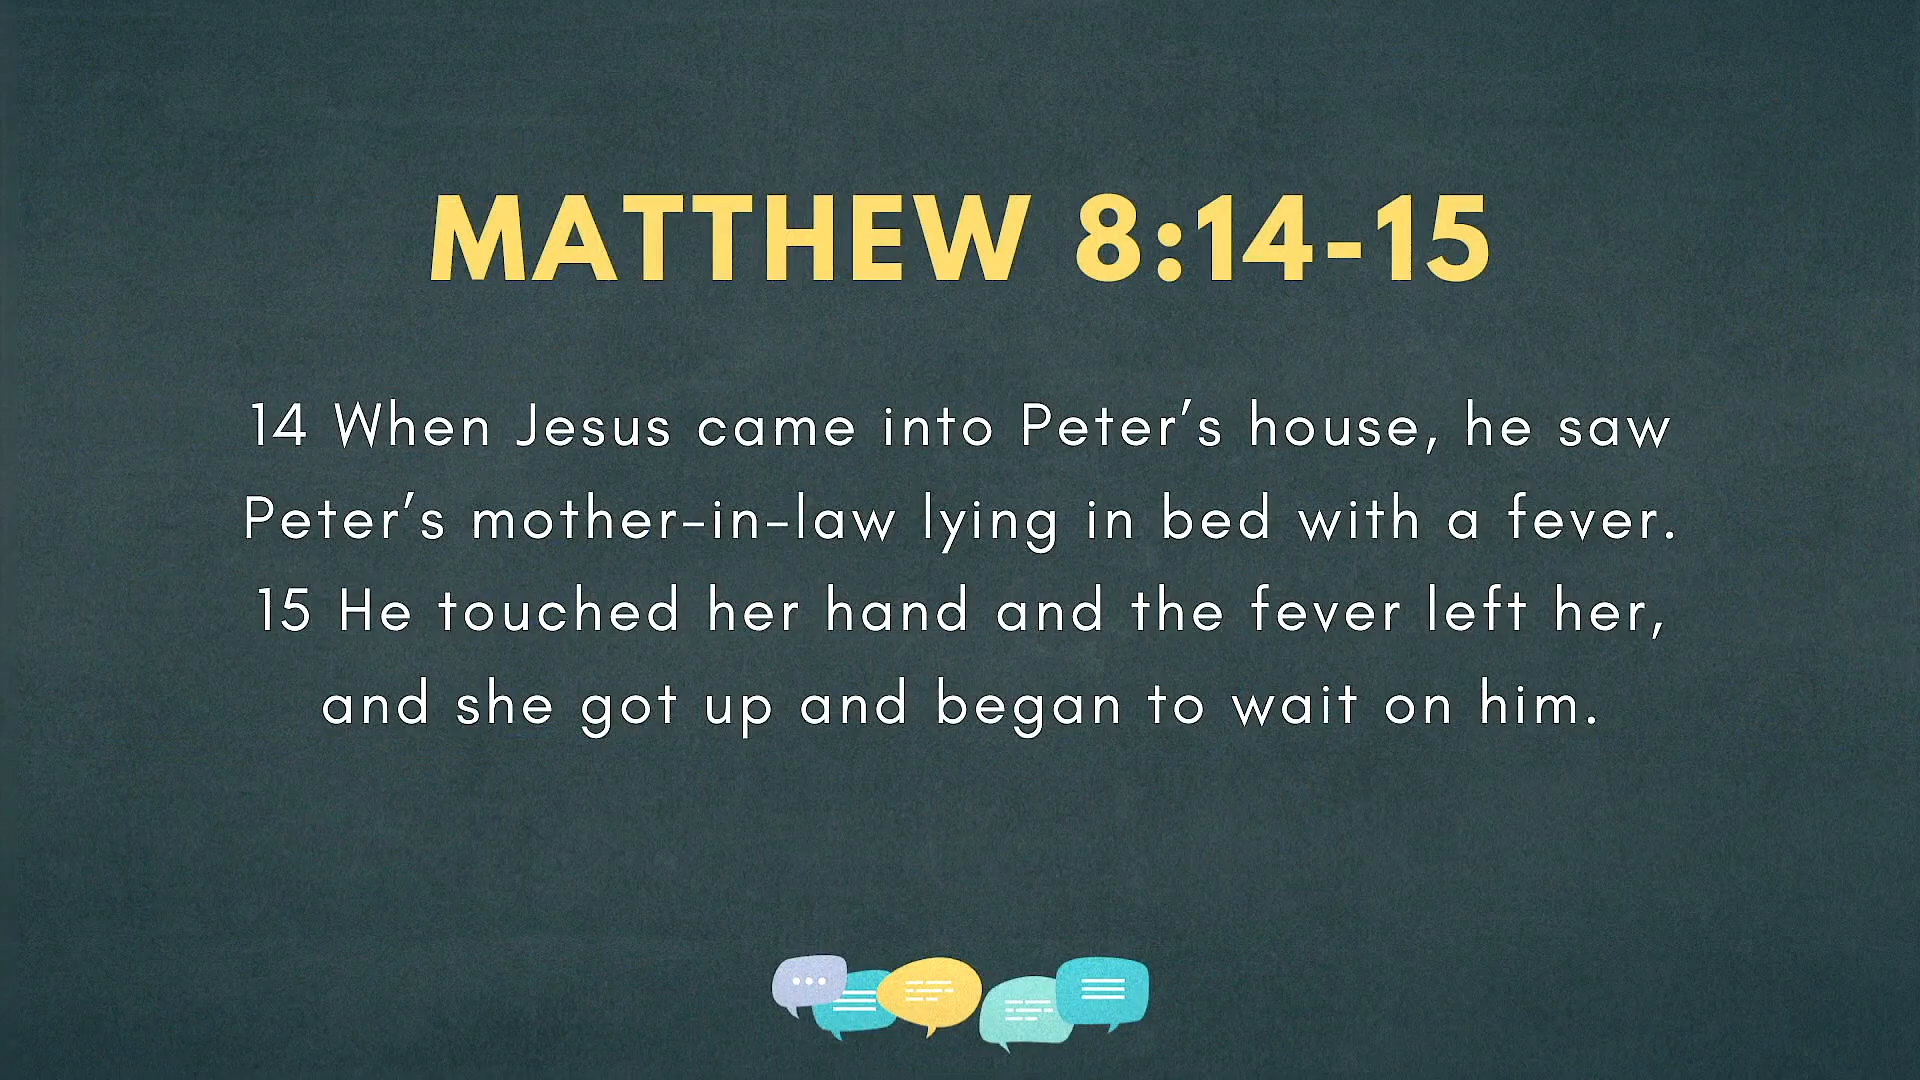 MATTHEW 8:14-15
14 When Jesus came into Peter’s house, he saw
Peter’s mother-in-law lying in bed with a fever.
15 He touched her hand and the fever left her,
and she got up and began to wait on him.